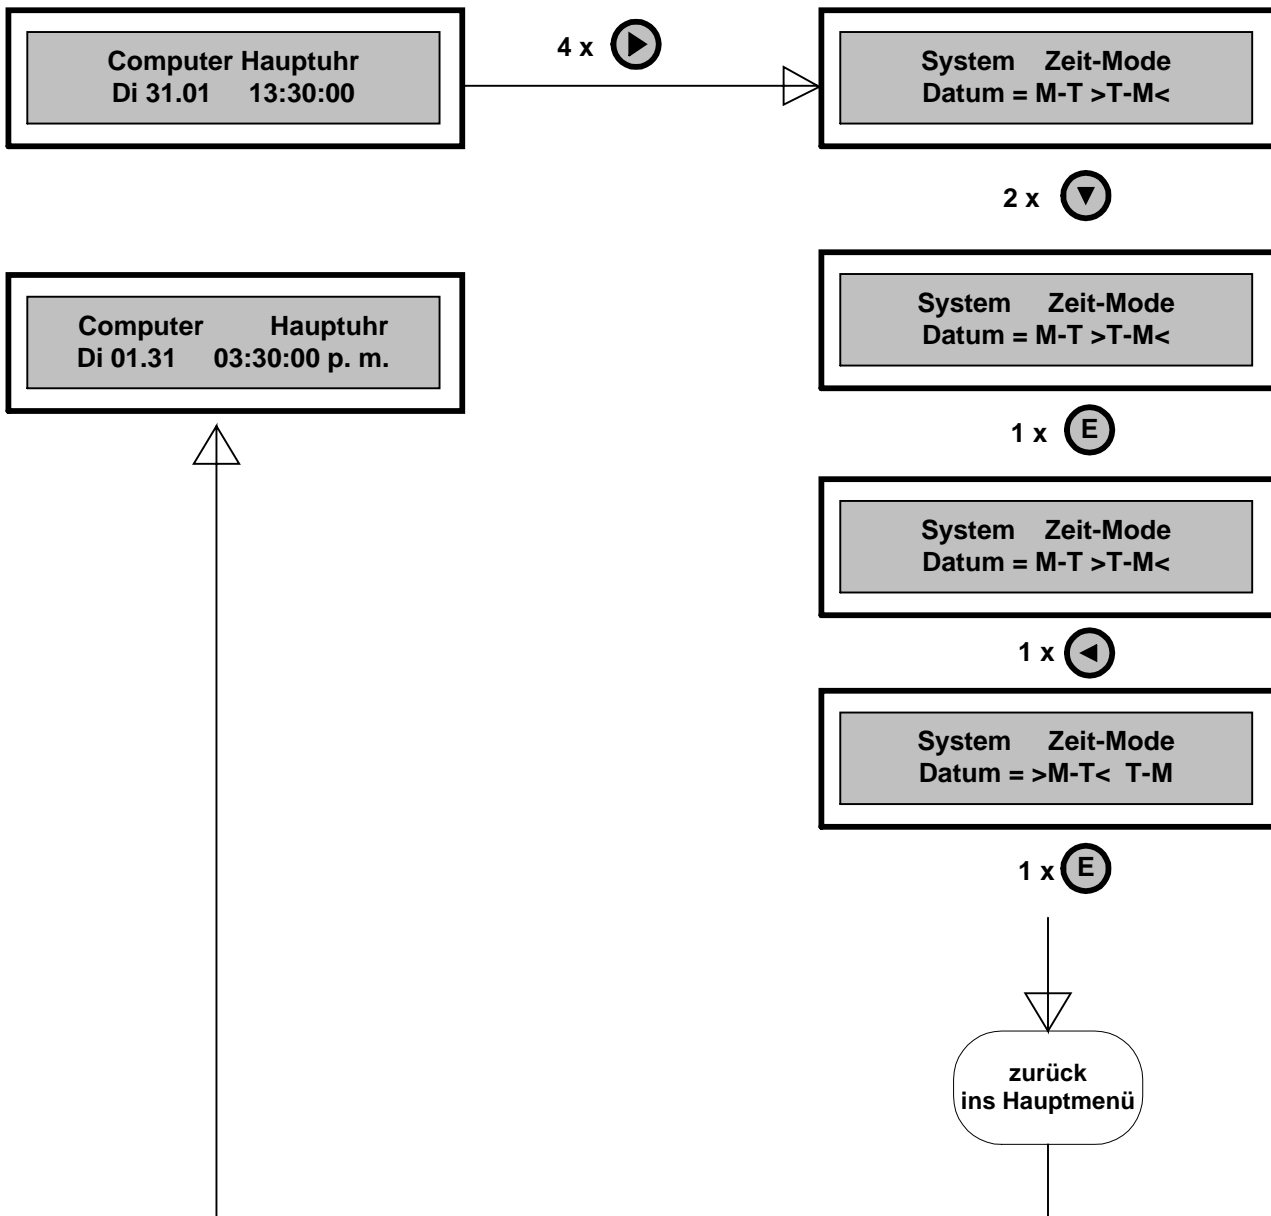 Computer Hauptuhr
Di 31.01 13:30:00
4 x
System Zeit-Mode
Datum = M-T >T-M<
2 x
System Zeit-Mode
Datum = M-T >T-M<
Computer Hauptuhr
Di 01.31 03:30:00 p. m.
1 x E
System Zeit-Mode
Datum = M-T >T-M<
1 x
System Zeit-Mode
Datum = >M-T< T-M
1 x E
zurück
ins Hauptmenü